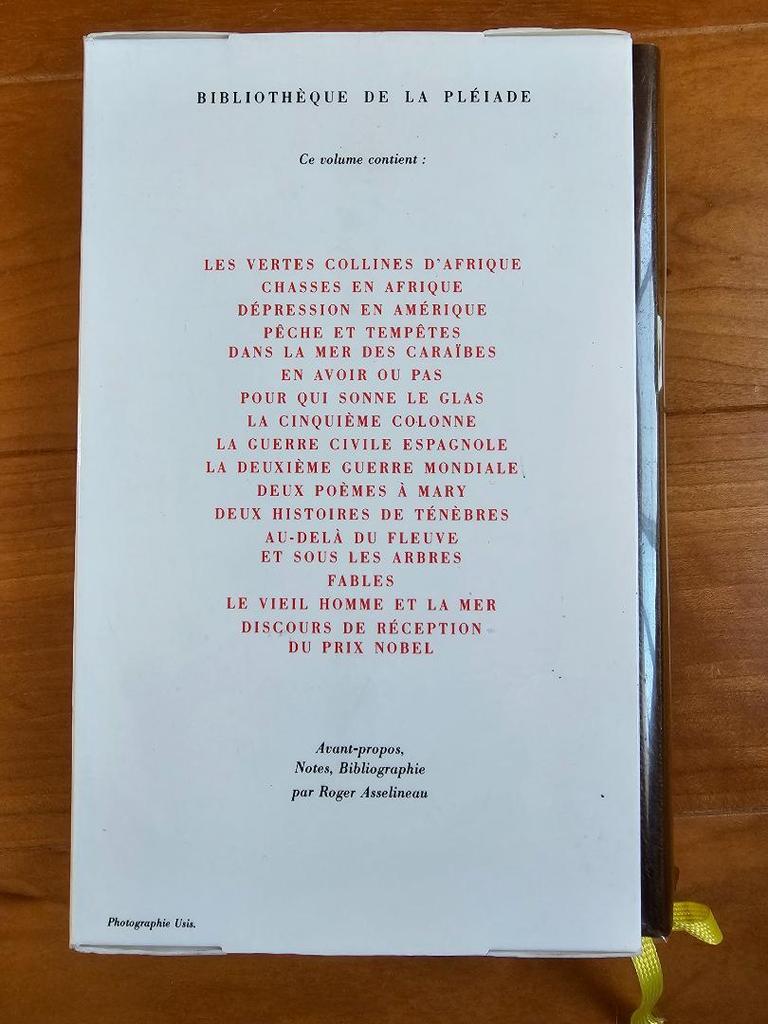 BIBLIOTHÈQUE DE LA PLÉIADE
Ce volume contient :
LES VERTES COLLINES D'AFRIQUE
CHASSES EN AFRIQUE
DÉPRESSION EN AMÉRIQUE
PÊCHE ET TEMPÊTES
DANS LA MER DES CARAÏBES
EN AVOIR OU PAS
POUR QUI SONNE LE GLAS
LA CINQUIÈME COLONNE
LA GUERRE CIVILE ESPAGNOLE
LA DEUXIÈME GUERRE MONDIALE
DEUX POÈMES À MARY
DEUX HISTOIRES DE TÉNÈBRES
AU-DELÀ DU FLEUVE
ET SOUS LES ARBRES
FABLES
LE VIEIL HOMME ET LA MER
DISCOURS DE RÉCEPTION
DU PRIX NOBEL
Avant-propos,
Notes, Bibliographie
par Roger Asselineau
Photographie Usis.